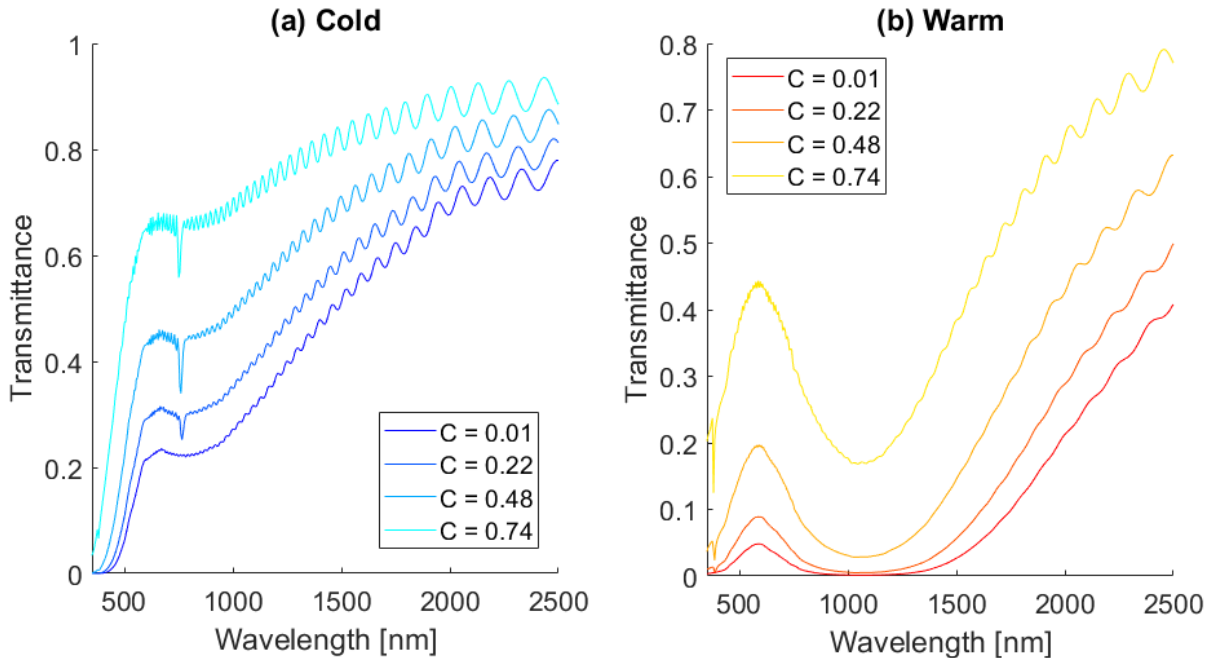 (a) Cold
Transmittance
1
0.8
0.6
0.4
0.2
0
500
1000
1500
2000
2500
Wavelength [nm]
C = 0.01
C = 0.22
C = 0.48
C = 0.74
(b) Warm
Transmittance
0.8
0.7
0.6
0.5
0.4
0.3
0.2
0.1
0
500
1000
1500
2000
2500
Wavelength [nm]
C = 0.01
C = 0.22
C = 0.48
C = 0.74